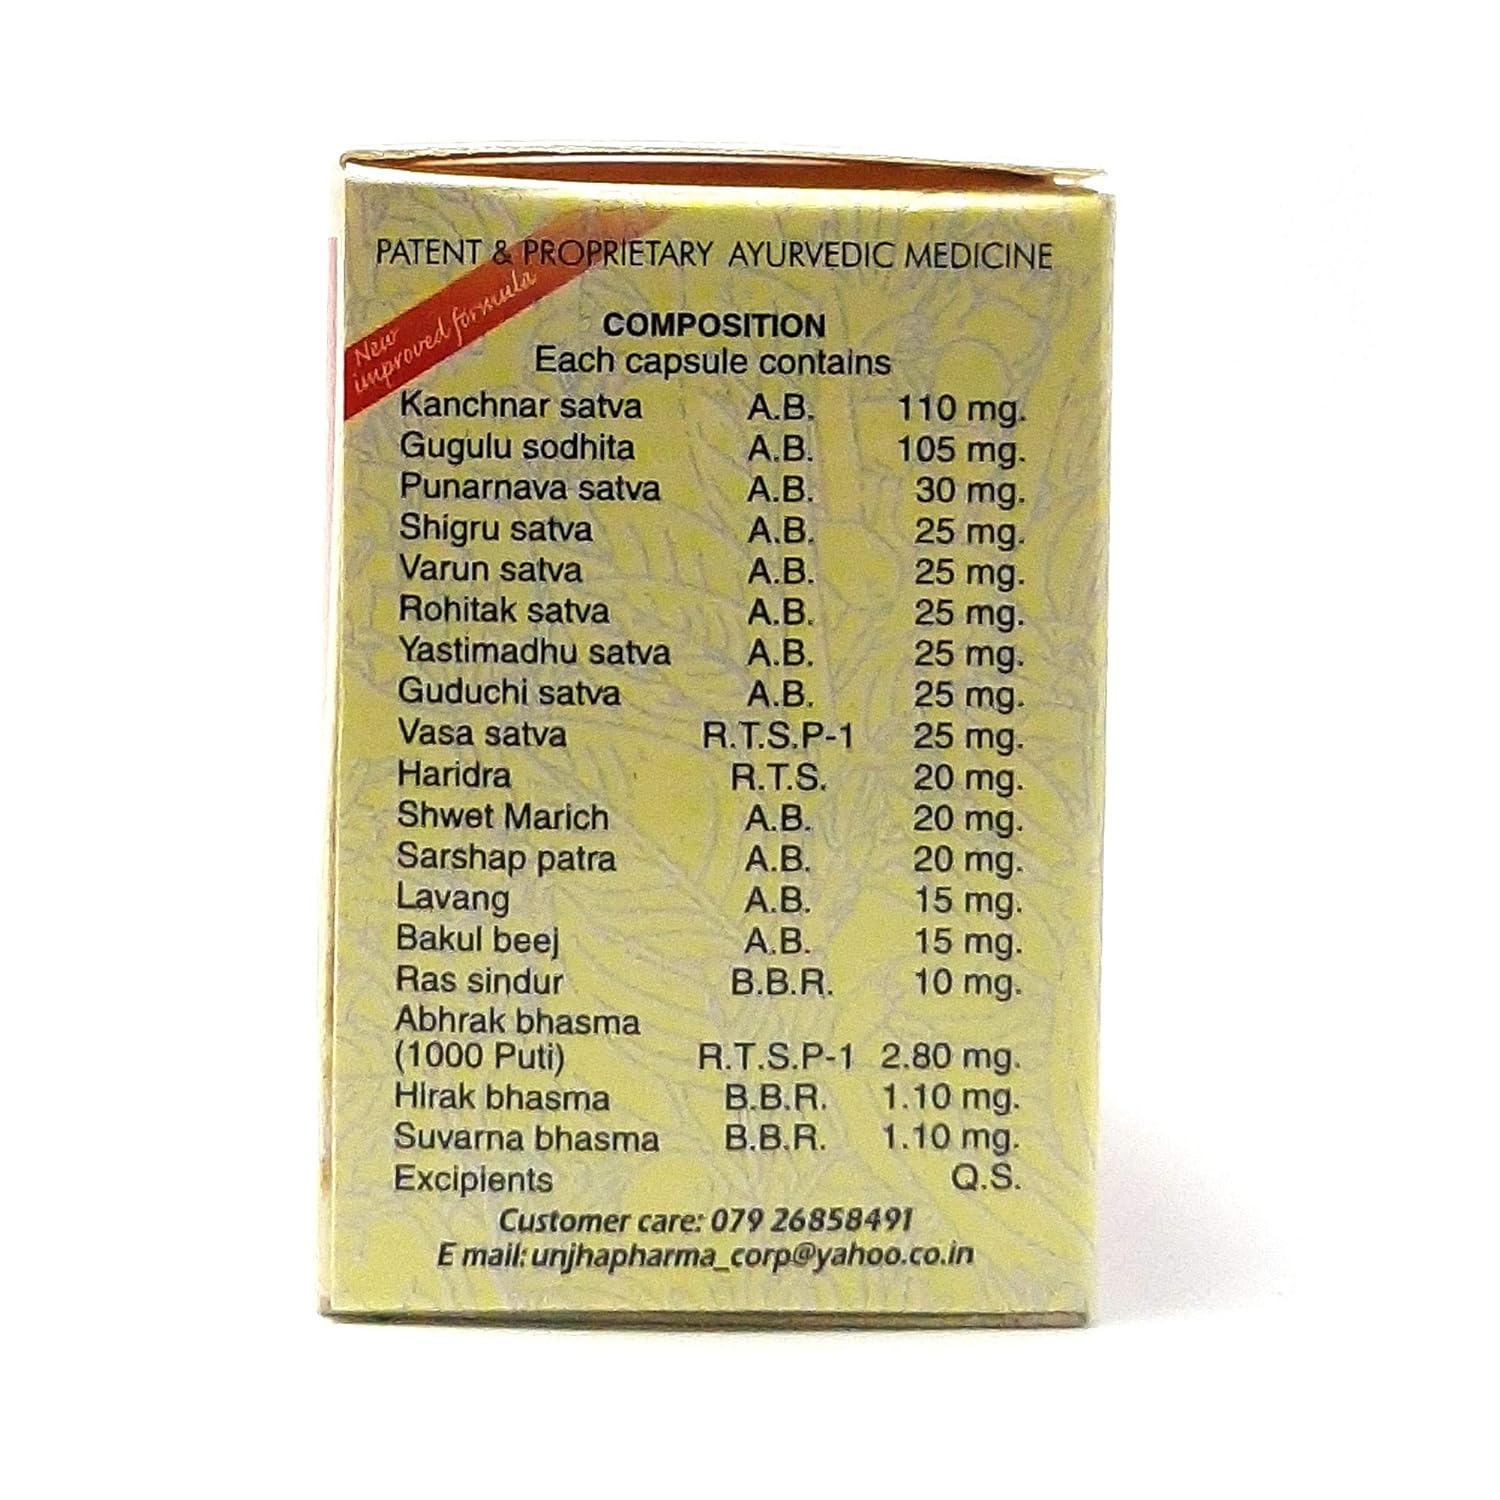 PATENT & PROPRIETARY AYURVEDIC MEDICINE
New
improved formula
COMPOSITION
Each capsule contains
Kanchnar satva A.B. 110 mg.
Gugulu sodhita A.B. 105 mg.
Punarnava satva A.B. 30 mg.
Shigru satva A.B. 25 mg.
Varun satva A.B. 25 mg.
Rohitak satva A.B. 25 mg.
Yastimadhu satva A.B. 25 mg.
Guduchi satva A.B. 25 mg.
Vasa satva R.T.S.P-1 25 mg.
Haridra R.T.S. 20 mg.
Shwet Marich A.B. 20 mg.
Sarshap patra A.B. 20 mg.
Lavang A.B. 15 mg.
Bakul beej A.B. 15 mg.
Ras sindur B.B.R. 10 mg.
Abhrak bhasma
(1000 Puti) R.T.S.P-1 2.80 mg.
Hirak bhasma B.B.R. 1.10 mg.
Suvarna bhasma B.B.R. 1.10 mg.
Excipients Q.S.
Customer care: 079 26858491
E mail: unjhapharma_corp@yahoo.co.in